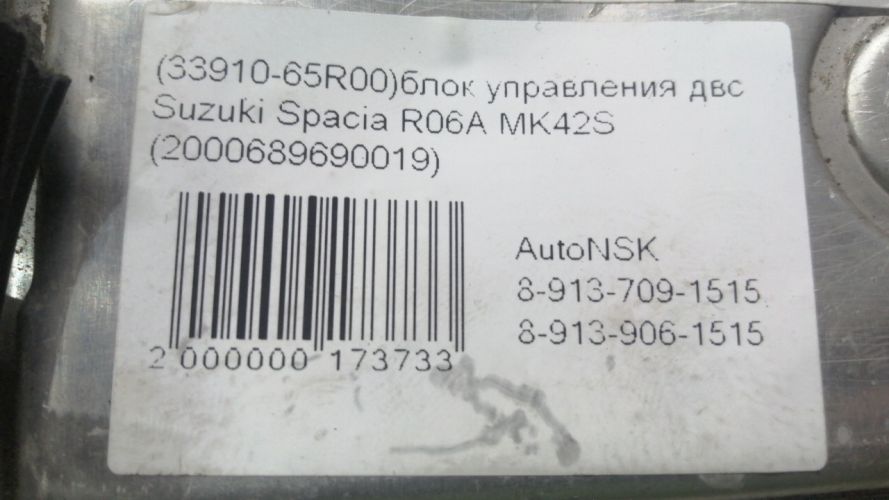 (33910-65R00)блок управления двс
Suzuki Spacia R06A MK42S
(2000689690019)
AutoNSK
8-913-709-1515
8-913-906-1515
2 000000 173733